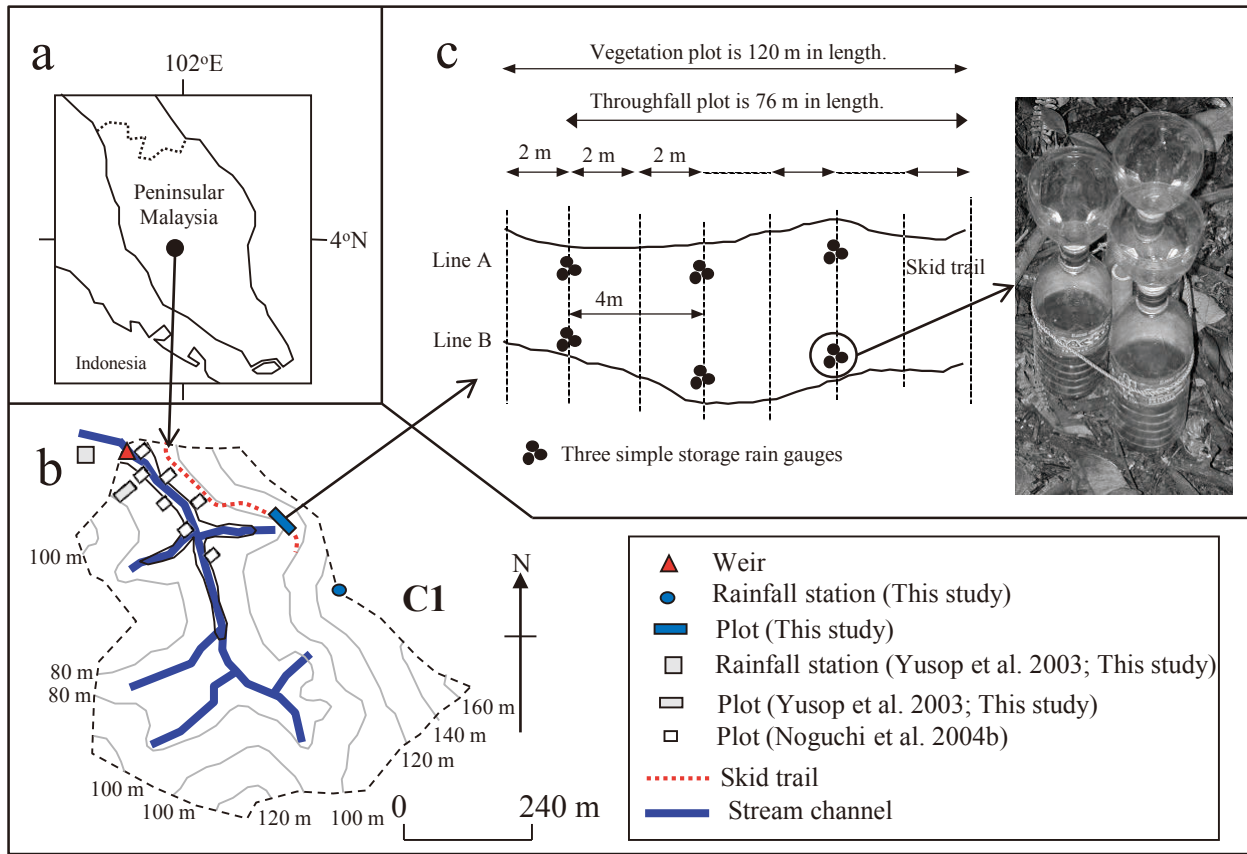 a
102°E
Peninsular
Malaysia
4°N
Indonesia
c
Vegetation plot is 120 m in length.
Throughfall plot is 76 m in length.
2 m
2 m
2 m
Line A
Skid trail
4m
Line B
Three simple storage rain gauges
b
100 m
C1
N
80 m
80 m
160 m
140 m
120 m
100 m
100 m
100 m
120 m
100 m
0
240 m
Weir
Rainfall station (This study)
Plot (This study)
Rainfall station (Yusop et al. 2003; This study)
Plot (Yusop et al. 2003; This study)
Plot (Noguchi et al. 2004b)
Skid trail
Stream channel